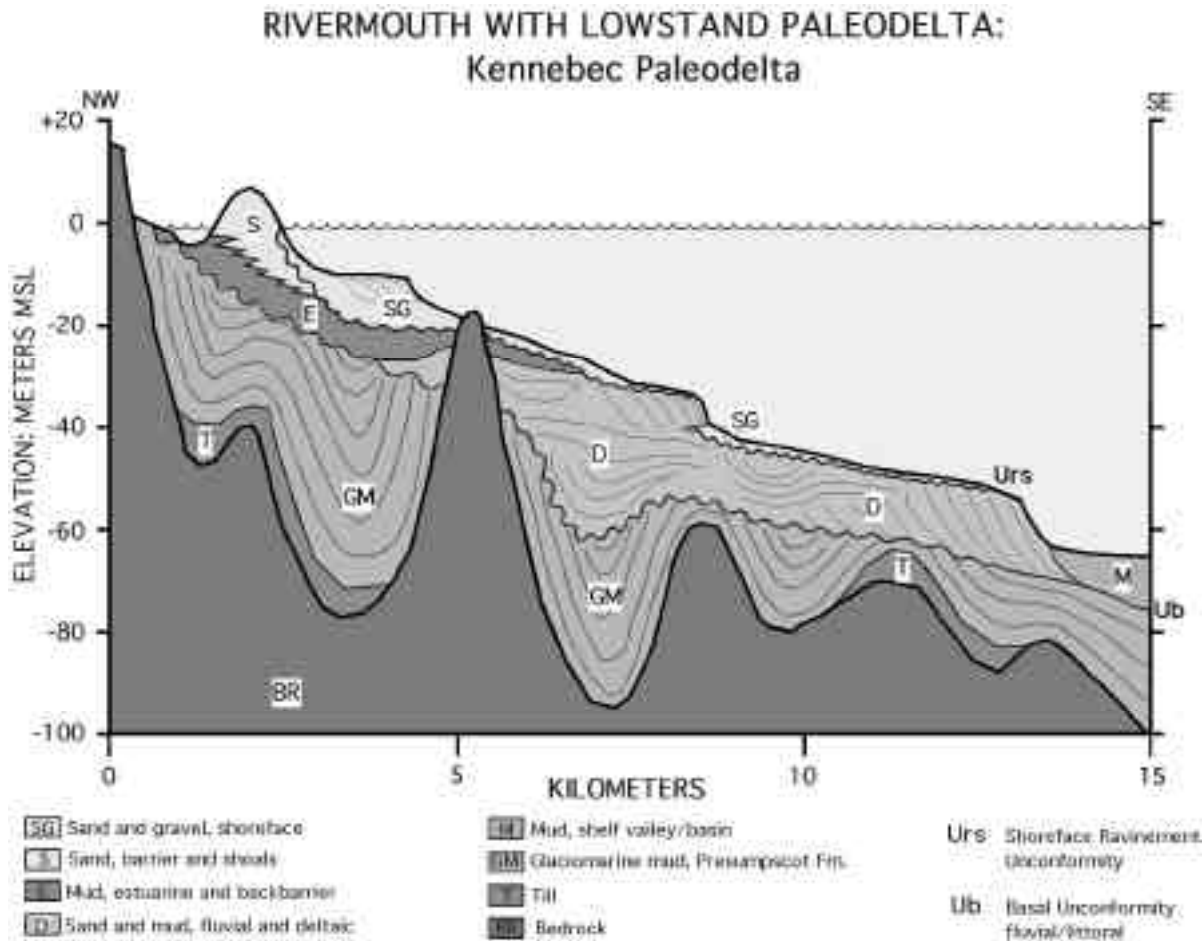 RIVERMOUTH WITH LOWSTAND PALEODELTA:
Kennebec Paleodelta
NW
SE
+20
0
-20
-40
-60
-80
-100
ELEVATION: METERS MSL
S
SG
E
T
GM
SG
D
Urs
D
GM
T
M
Ub
BR
0
5
10
15
KILOMETERS
SG Sand and gravel, shoreface
S Sand, barrier and shoals
E Mud, estuarine and backbarrier
D Sand and mud, fluvial and deltaic
M Mud, shelf valley/basin
GM Glaciomarine mud, Presumpscot Fm.
T Till
BR Bedrock
Urs Shoreface Ravinement
Unconformity
Ub Basal Unconformity
fluvial/littoral